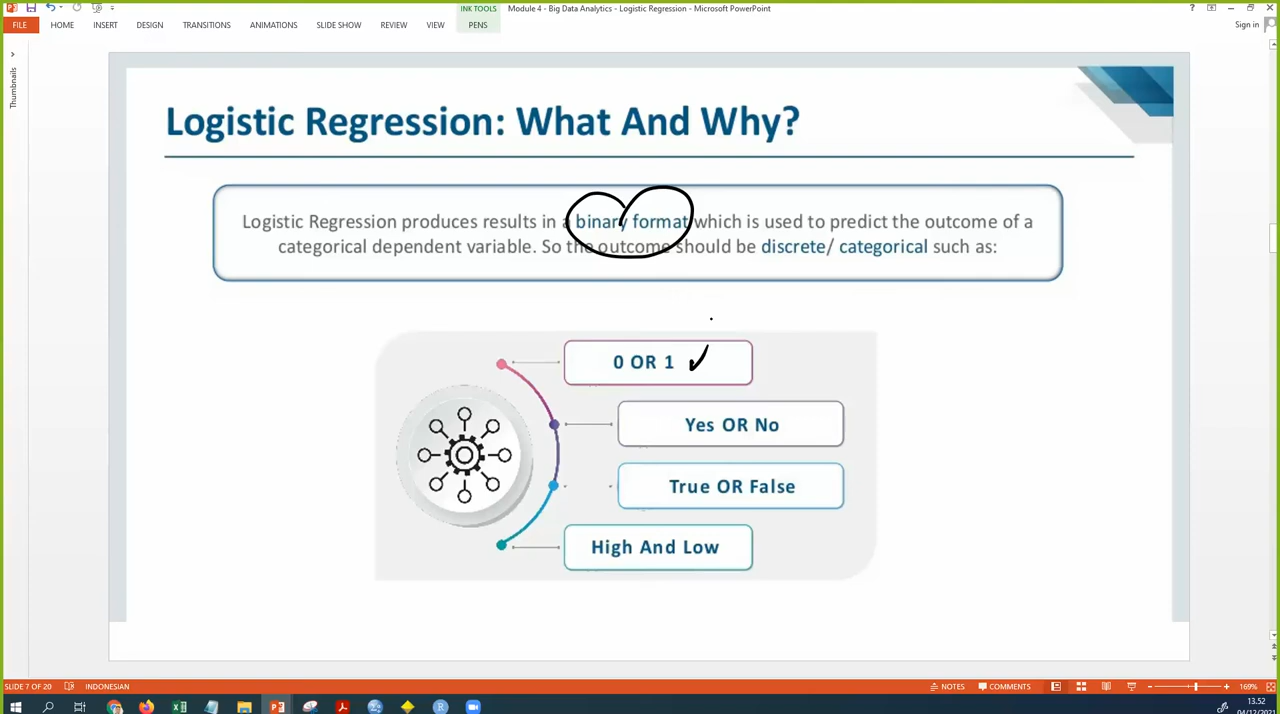 INK TOOLS
Module 4 - Big Data Analytics - Logistic Regression - Microsoft PowerPoint
FILE HOME INSERT DESIGN TRANSITIONS ANIMATIONS SLIDE SHOW REVIEW VIEW PENS
Sign in
Thumbnails
Logistic Regression: What And Why?
Logistic Regression produces results in a binary format which is used to predict the outcome of a
categorical dependent variable. So the outcome should be discrete/ categorical such as:
0 OR 1
Yes OR No
True OR False
High And Low
SLIDE 7 OF 20 INDONESIAN NOTES COMMENTS 169%
13.52
04/12/2021